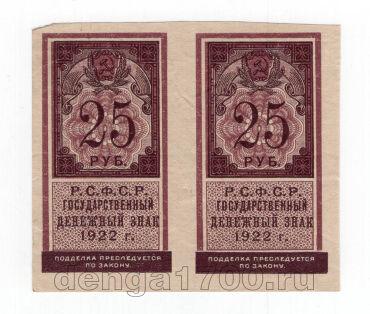 25
РУБ.
Р.С.Ф.С.Р.
ГОСУДАРСТВЕННЫЙ
ДЕНЕЖНЫЙ ЗНАК
1922 г.
ПОДДЕЛКА ПРЕСЛЕДУЕТСЯ
ПО ЗАКОНУ.
25
РУБ.
Р.С.Ф.С.Р.
ГОСУДАРСТВЕННЫЙ
ДЕНЕЖНЫЙ ЗНАК
1922 г.
ПОДДЕЛКА ПРЕСЛЕДУЕТСЯ
ПО ЗАКОНУ.
denga1700.ru